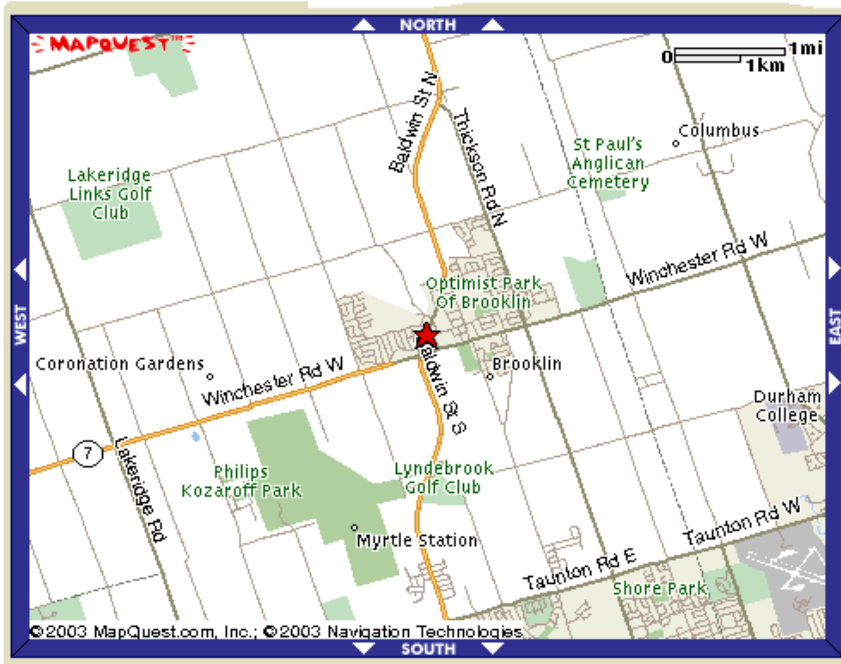 NORTH
MAPQUEST™
0 1mi
1km
Baldwin St N
Thickson Rd N
Columbus
St Paul's
Anglican
Cemetery
Lakeridge
Links Golf
Club
Winchester Rd W
Optimist Park
Of Brooklin
WEST
EAST
Coronation Gardens
Winchester Rd W
Baldwin St S
Brooklin
Durham
College
7
Lakeridge Rd
Philips
Kozaroff Park
Lyndebrook
Golf Club
Myrtle Station
Taunton Rd W
Taunton Rd E
Shore Park
©2003 MapQuest.com, Inc.; ©2003 Navigation Technologies
SOUTH